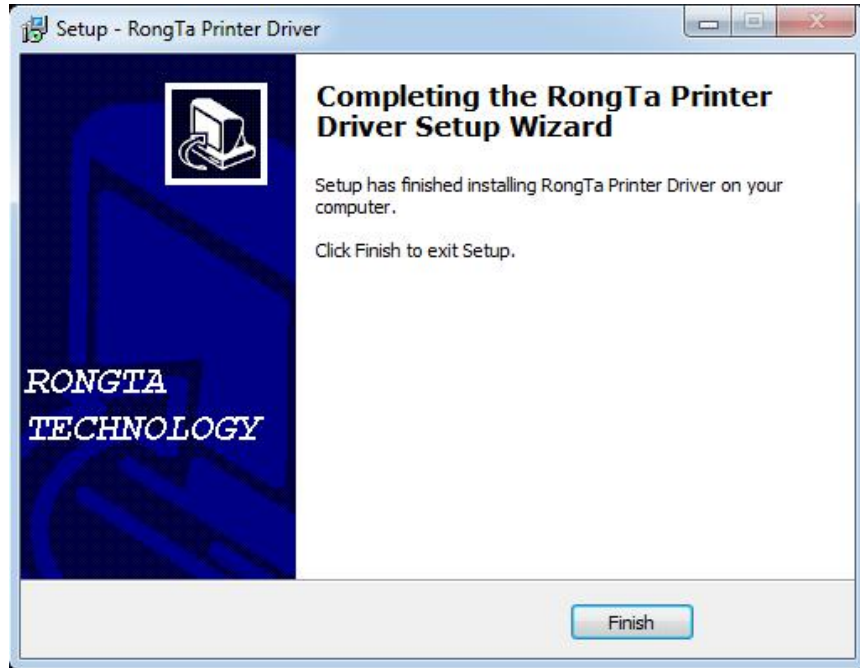 Setup - RongTa Printer Driver
Completing the RongTa Printer
Driver Setup Wizard
Setup has finished installing RongTa Printer Driver on your
computer.
Click Finish to exit Setup.
RONGTA
TECHNOLOGY
Finish